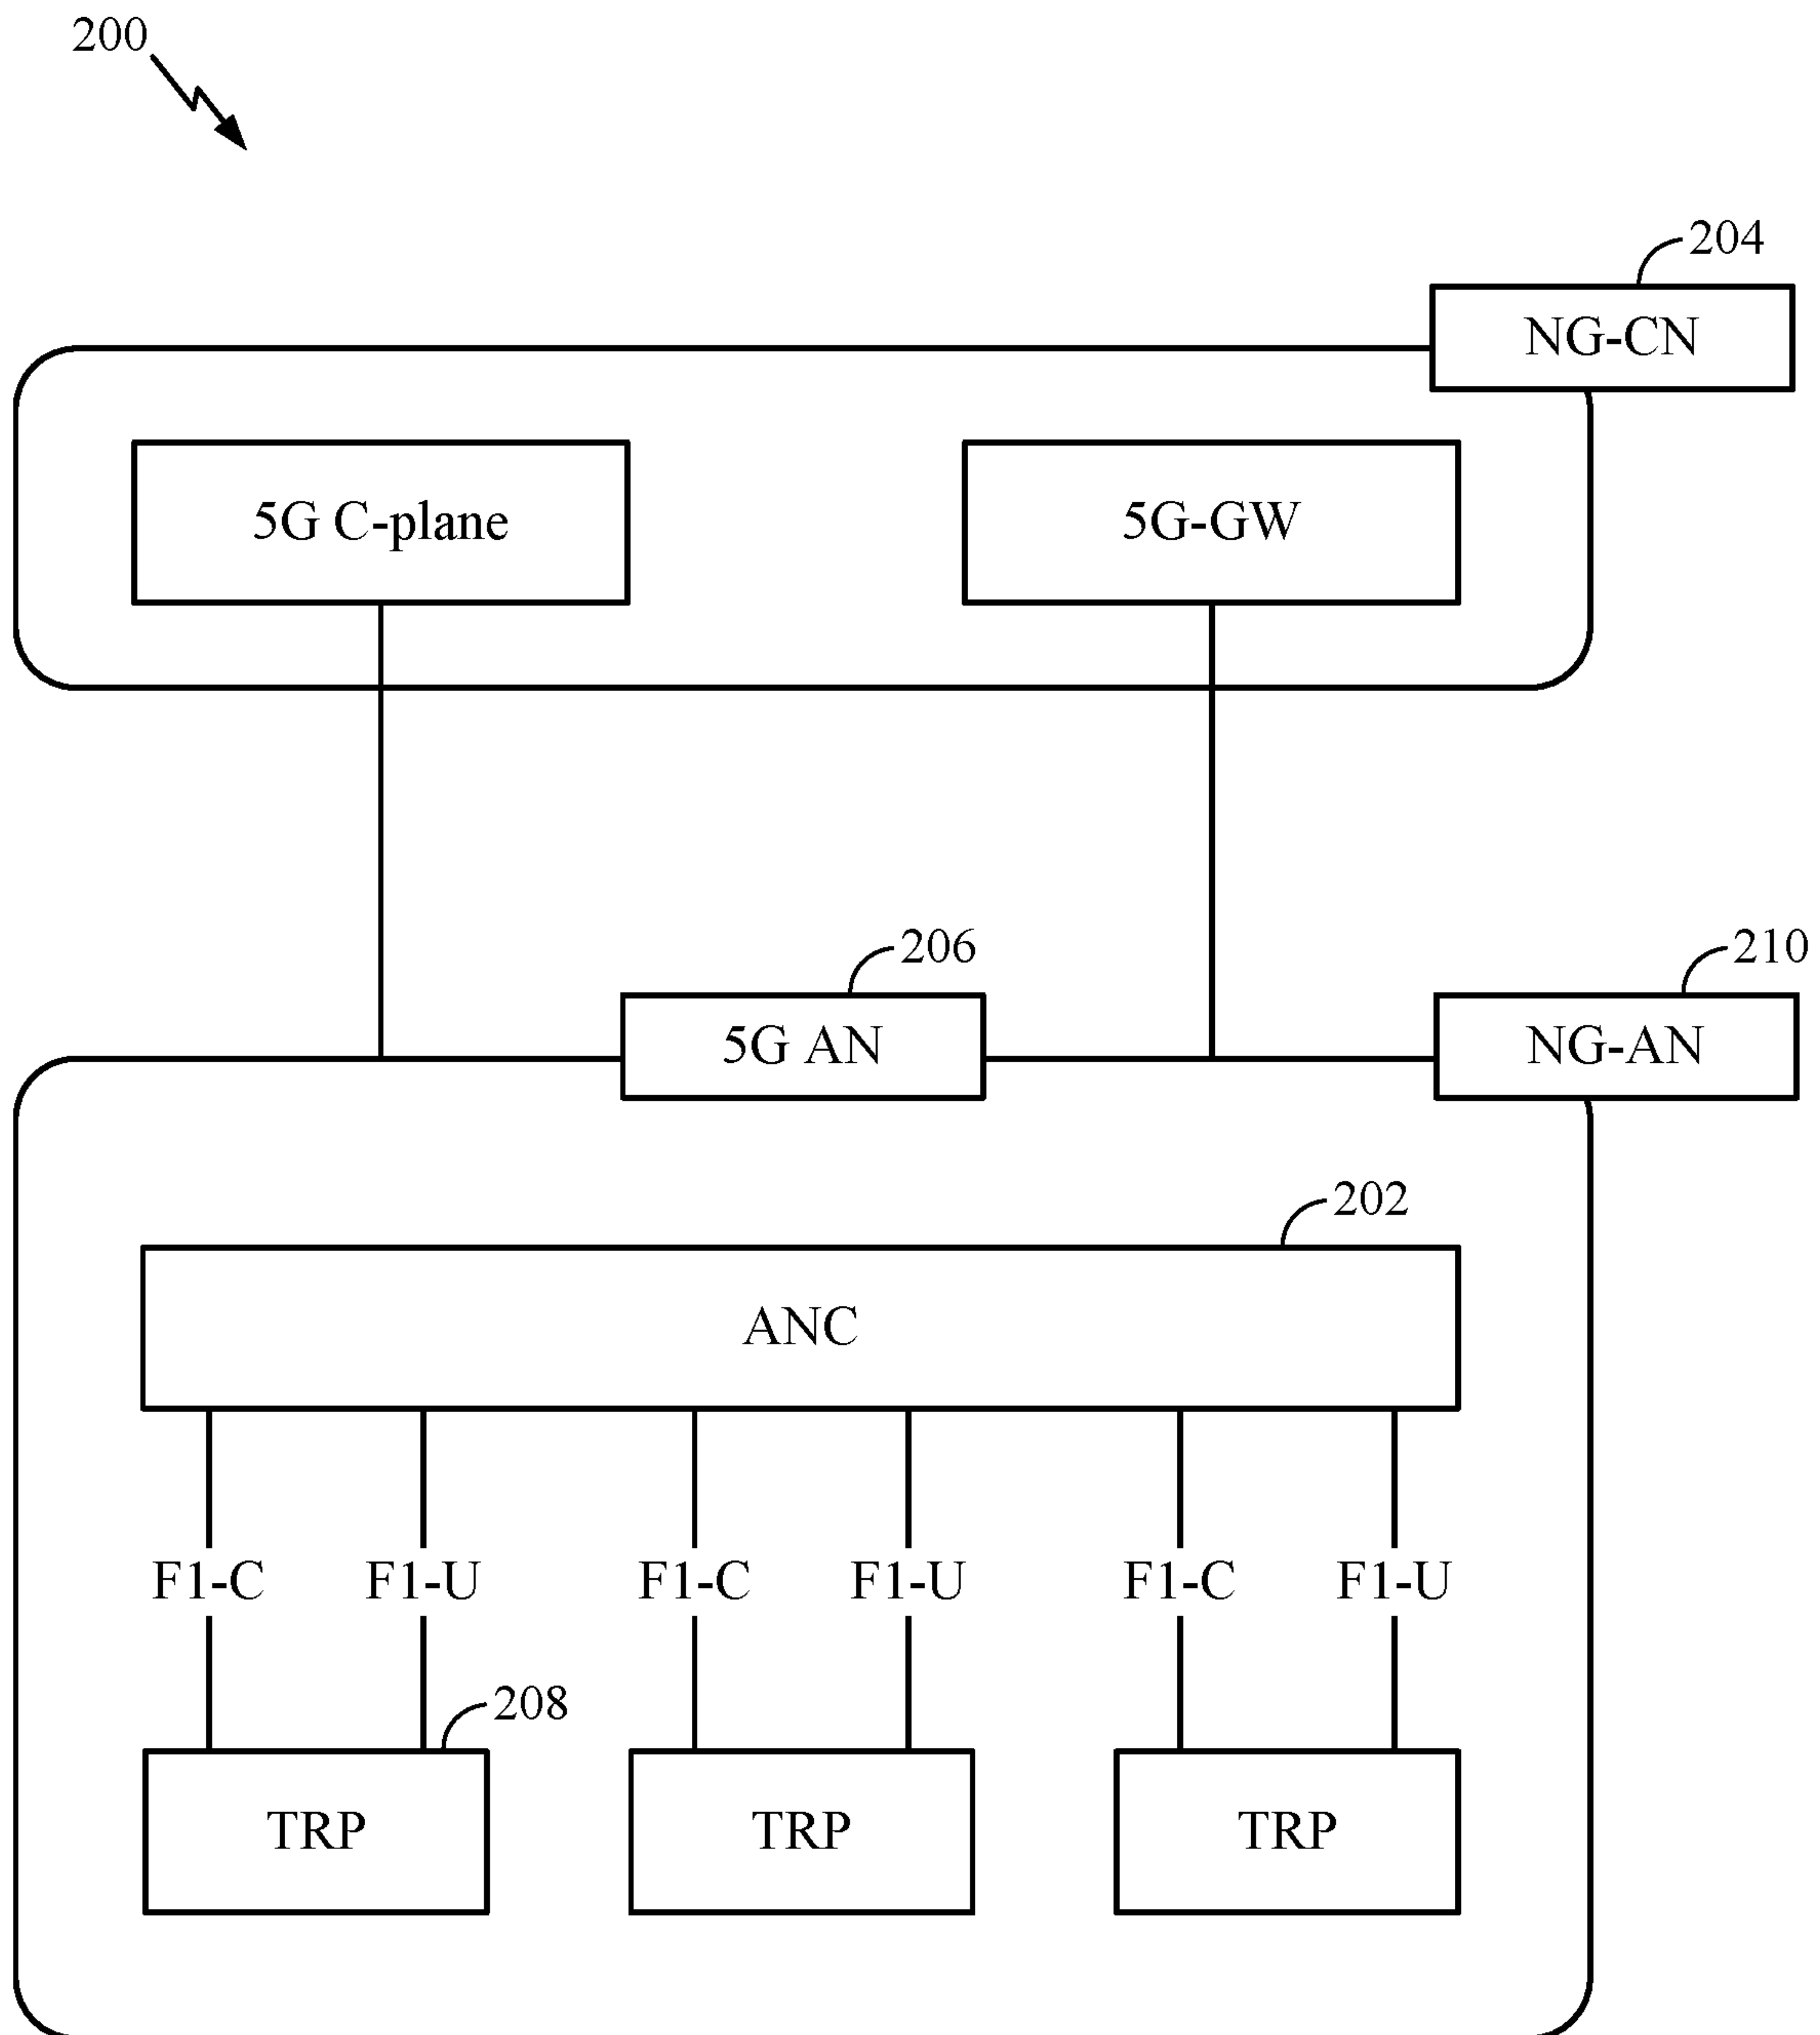 200
204
NG-CN
5G C-plane
5G-GW
206
210
5G AN
NG-AN
202
ANC
F1-C
F1-U
F1-C
F1-U
F1-C
F1-U
208
TRP
TRP
TRP